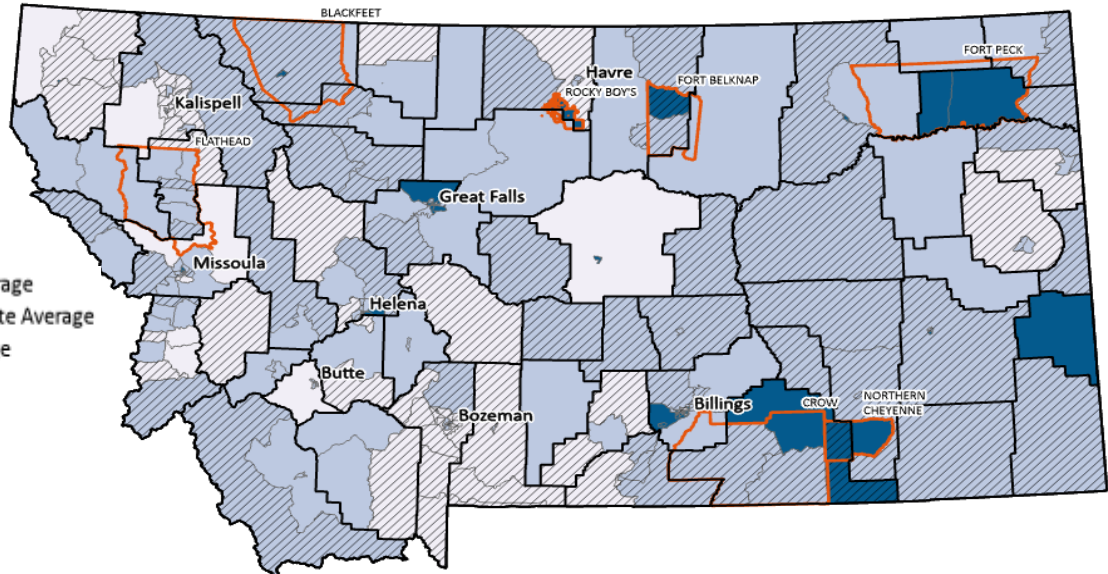 BLACKFEET
FORT PECK
Havre
FORT BELKNAP
ROCKY BOY'S
Kalispell
FLATHEAD
Great Falls
Missoula
te Average
Helena
Butte
NORTHERN
CHEYENNE
CROW
Billings
Bozeman